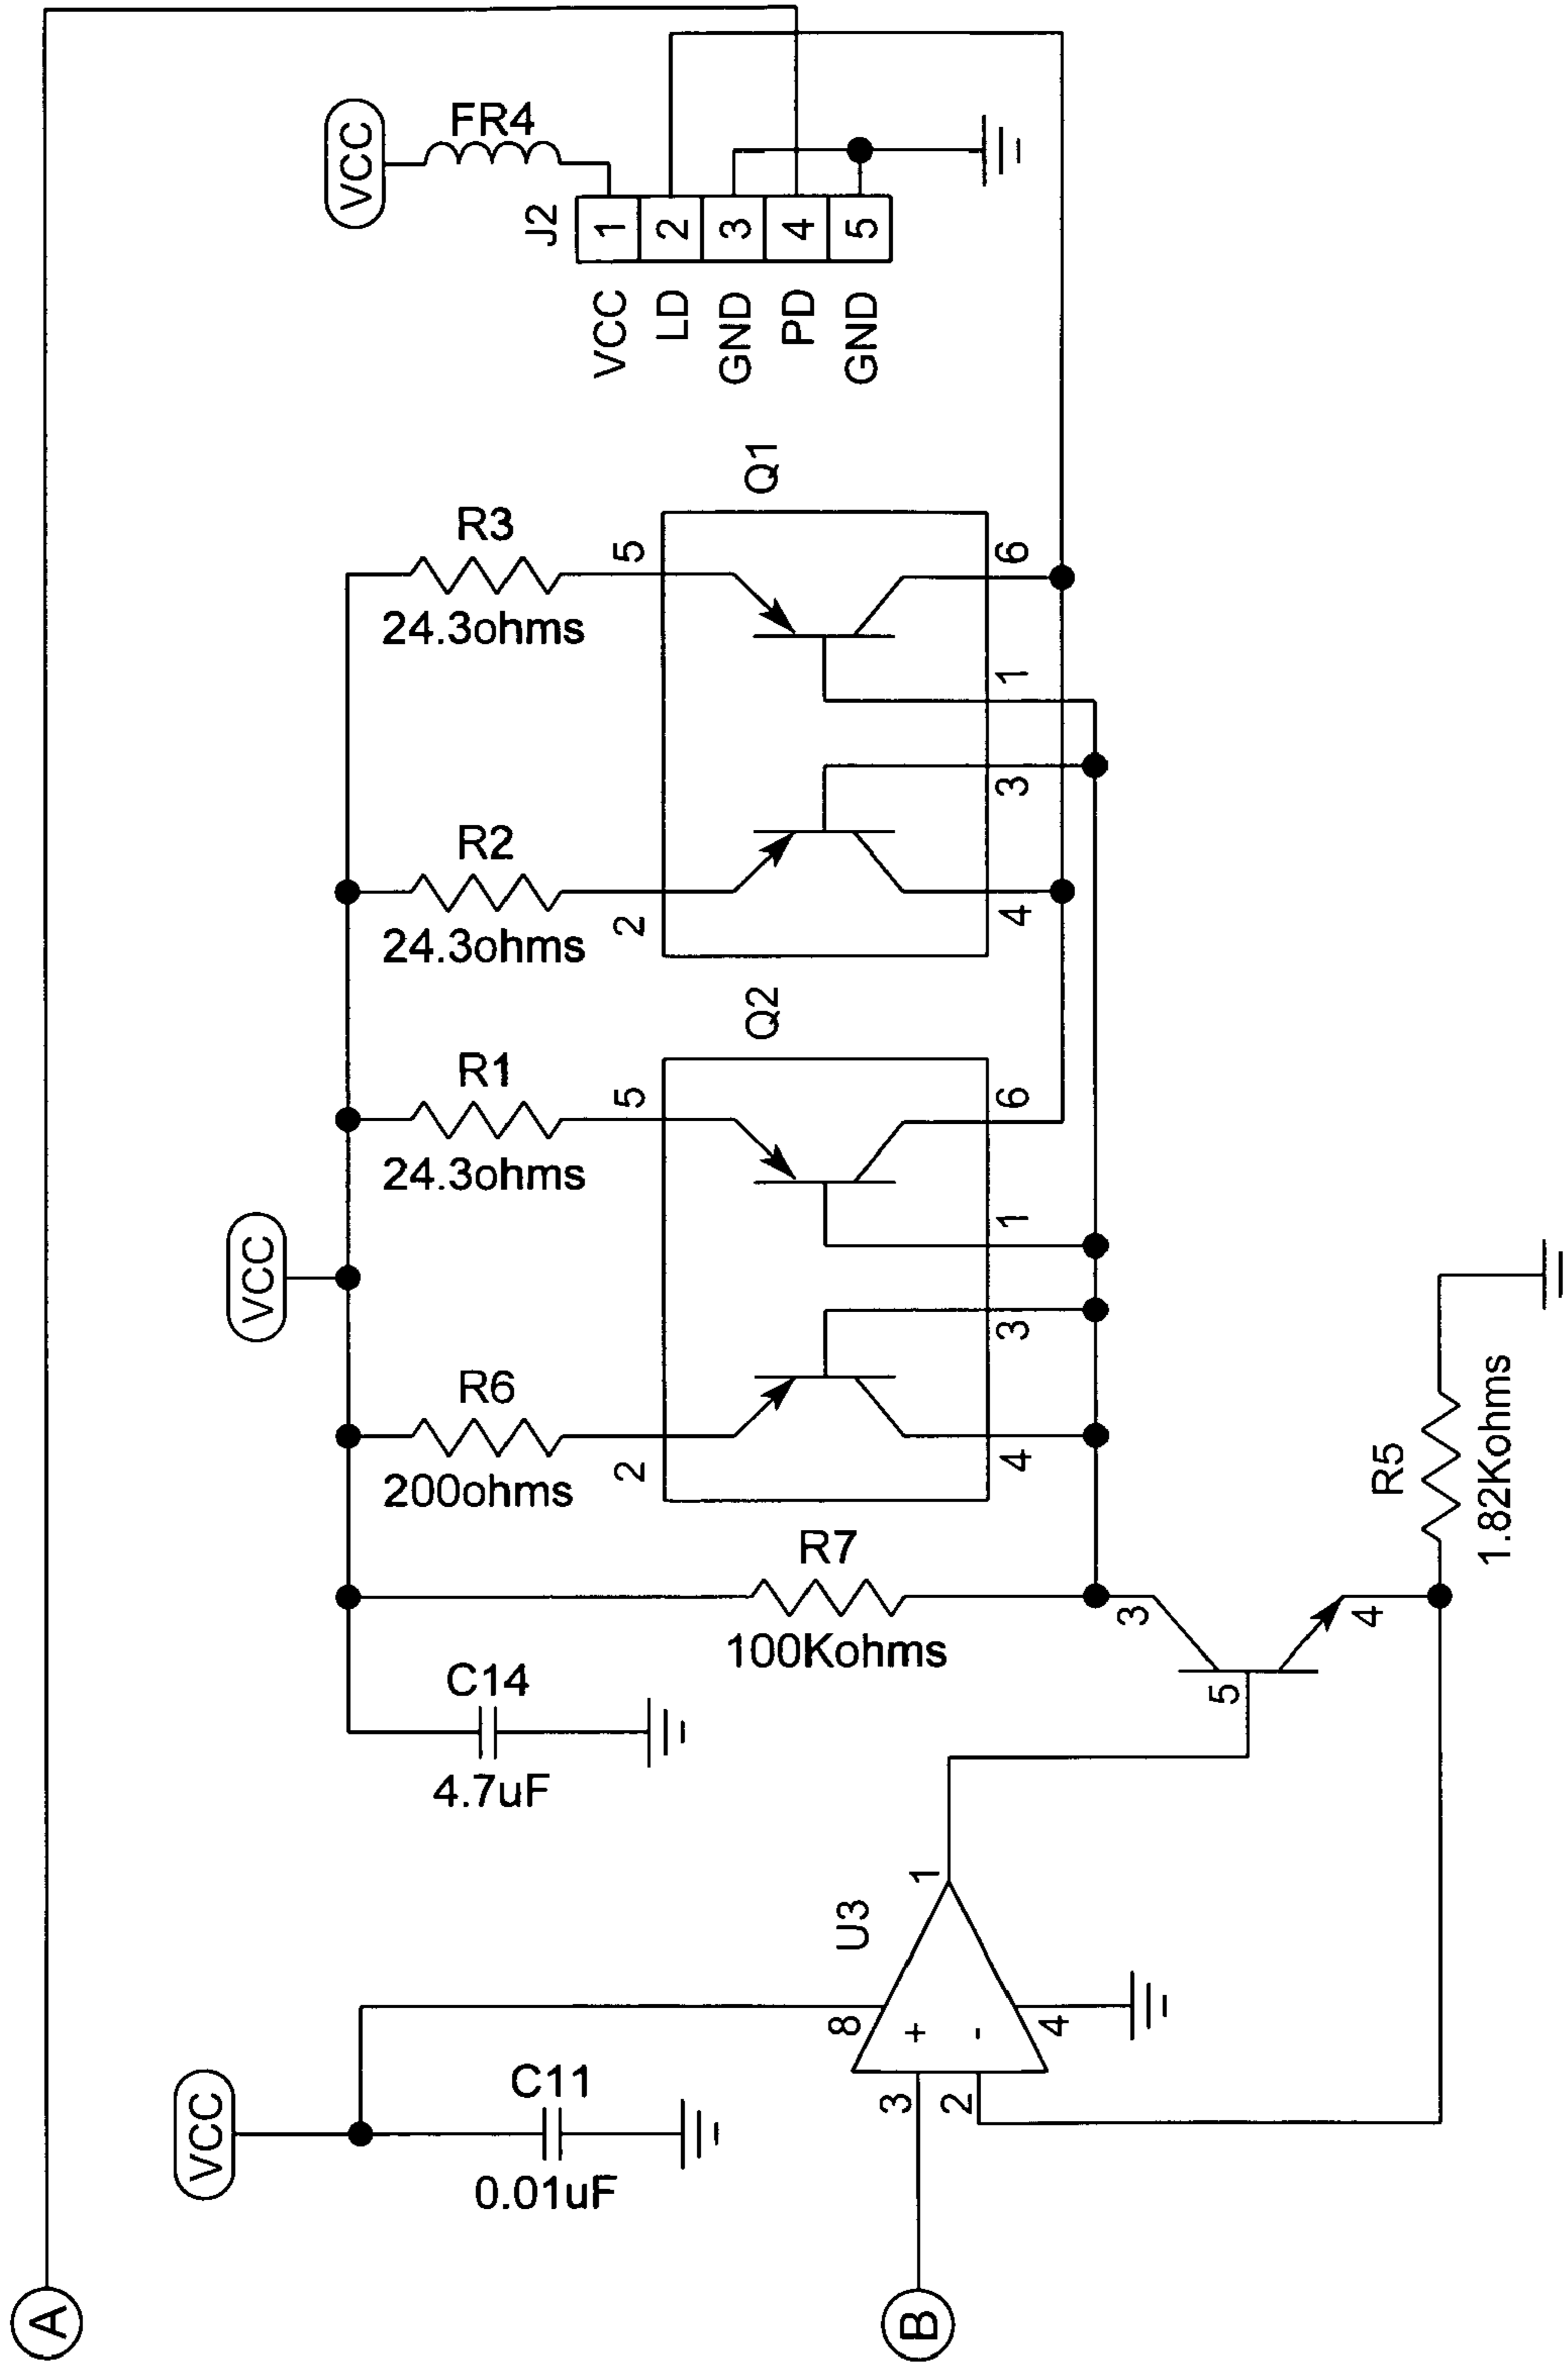 A
VCC
FR4
J2
1
2
3
4
5
VCC
LD
GND
PD
GND
VCC
R6
200ohms
R1
24.3ohms
R2
24.3ohms
R3
24.3ohms
Q2
2
5
4
3
1
6
Q1
2
5
4
3
1
6
C14
4.7uF
R7
100Kohms
3
5
4
R5
1.82Kohms
VCC
C11
0.01uF
U3
8
3
+
2
-
4
1
B